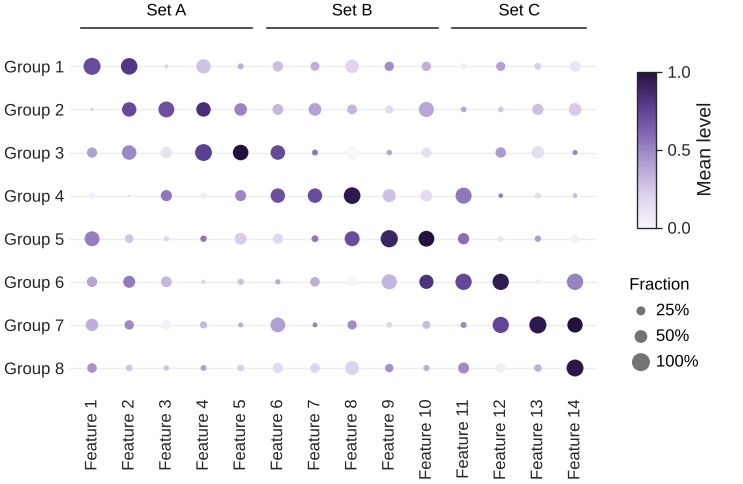 Set A
Set B
Set C
Group 1
Group 2
Group 3
Group 4
Group 5
Group 6
Group 7
Group 8
Feature 1
Feature 2
Feature 3
Feature 4
Feature 5
Feature 6
Feature 7
Feature 8
Feature 9
Feature 10
Feature 11
Feature 12
Feature 13
Feature 14
1.0
0.5
0.0
Mean level
Fraction
25%
50%
100%